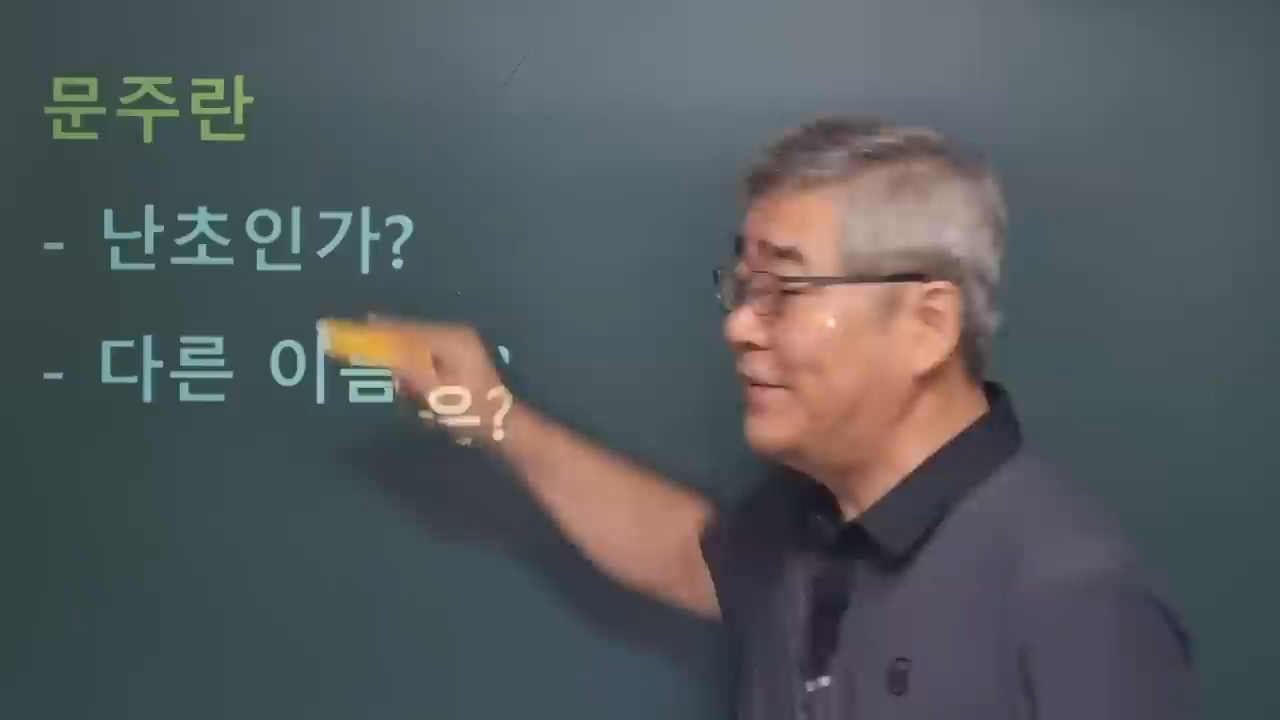 문주란
- 난초인가?
- 다른 이름은?